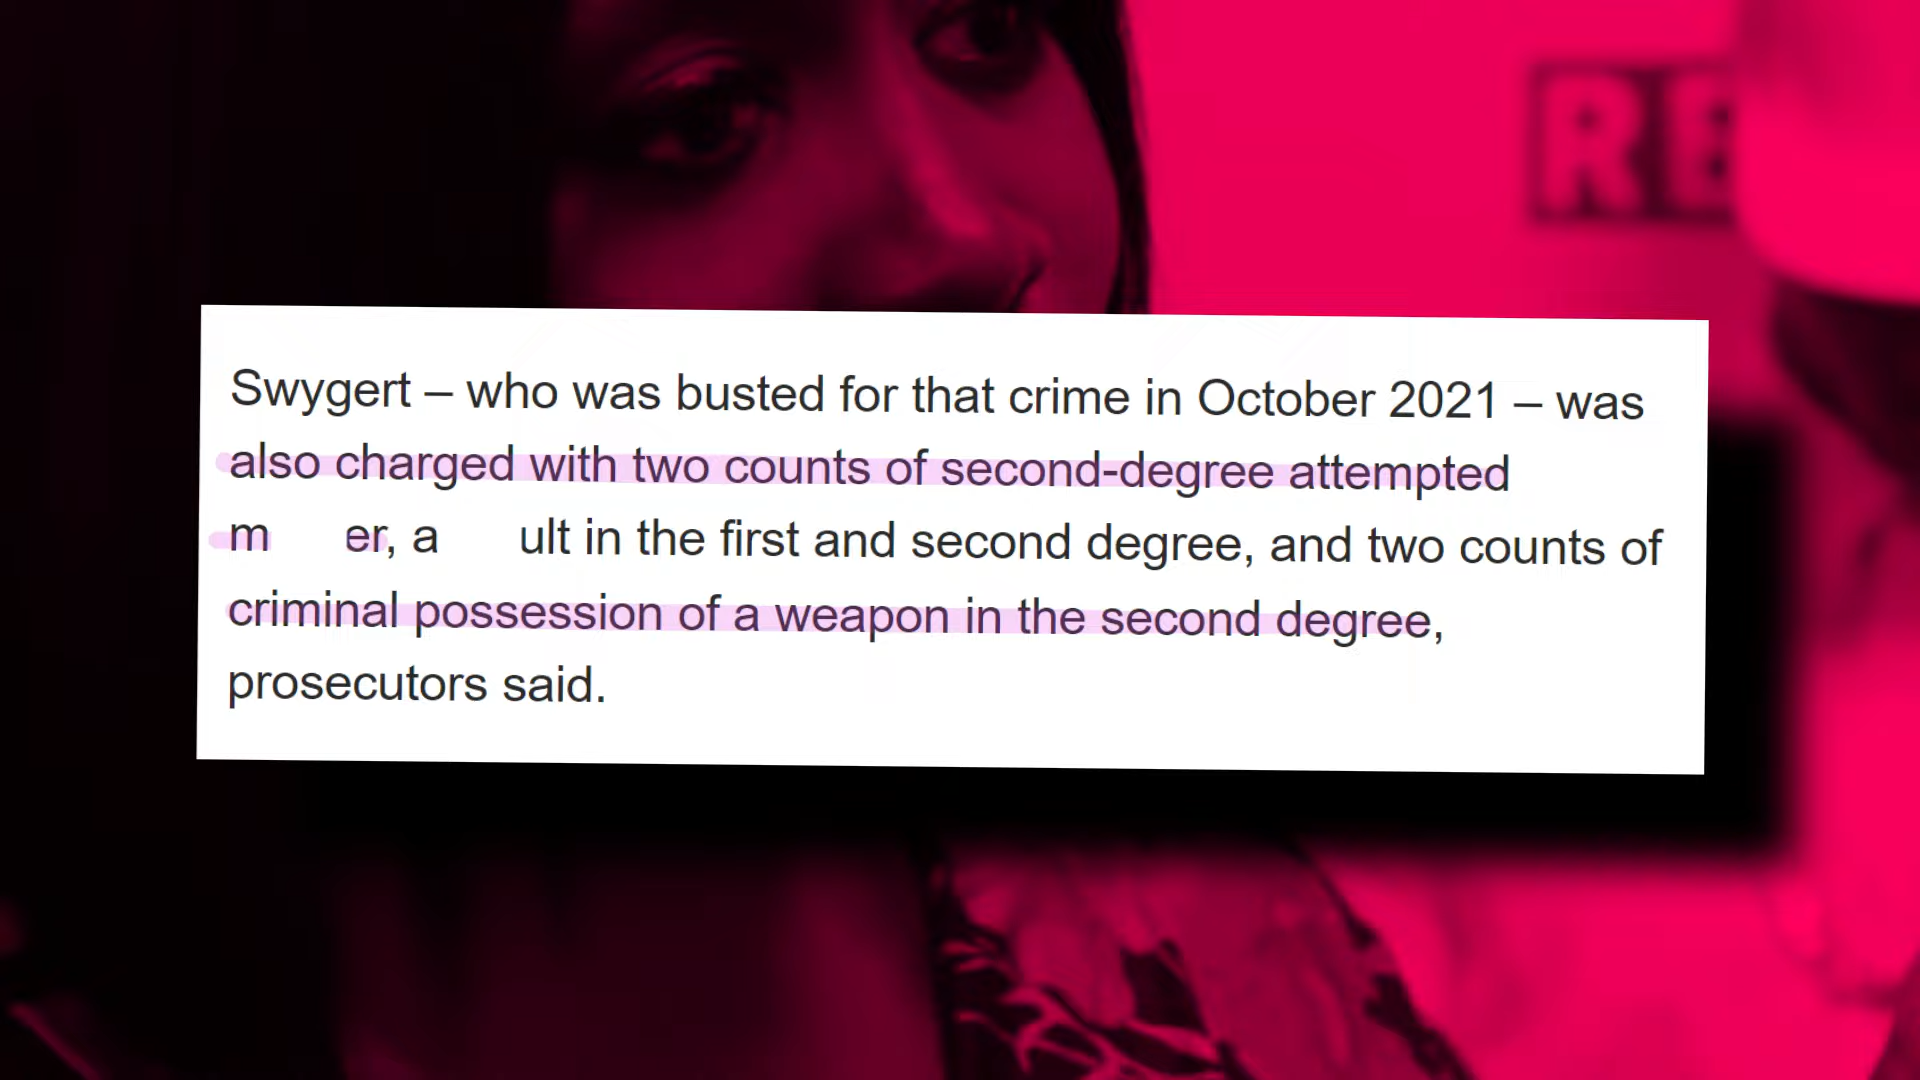 RE
Swygert – who was busted for that crime in October 2021 – was
also charged with two counts of second-degree attempted
m er, a ult in the first and second degree, and two counts of
criminal possession of a weapon in the second degree,
prosecutors said.